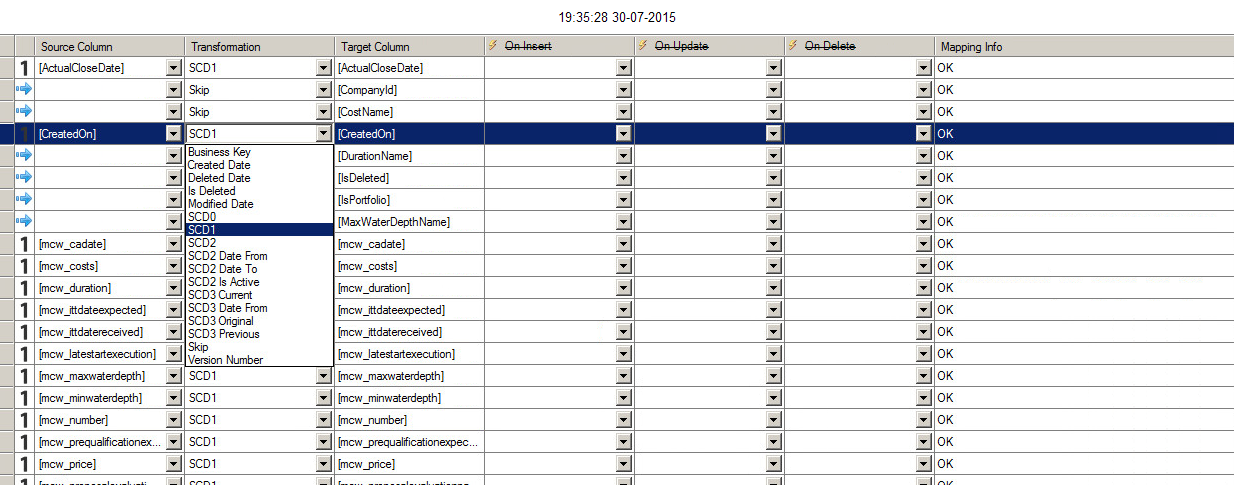 19:35:28 30-07-2015
Source Column Transformation Target Column On Insert On Update On Delete Mapping Info
1 [ActualCloseDate] SCD1 [ActualCloseDate] OK
Skip [CompanyId] OK
Skip [CostName] OK
1 [CreatedOn] SCD1 [CreatedOn] OK
Business Key
Created Date
Deleted Date
Is Deleted
Modified Date
SCD0
SCD1
SCD2
SCD2 Date From
SCD2 Date To
SCD2 Is Active
SCD3 Current
SCD3 Date From
SCD3 Original
SCD3 Previous
Skip
Version Number
[DurationName] OK
[IsDeleted] OK
[IsPortfolio] OK
[MaxWaterDepthName] OK
1 [mcw_cadate] [mcw_cadate] OK
1 [mcw_costs] [mcw_costs] OK
1 [mcw_duration] [mcw_duration] OK
1 [mcw_ittdateexpected] [mcw_ittdateexpected] OK
1 [mcw_ittdatereceived] [mcw_ittdatereceived] OK
1 [mcw_latestartexecution] [mcw_latestartexecution] OK
1 [mcw_maxwaterdepth] SCD1 [mcw_maxwaterdepth] OK
1 [mcw_minwaterdepth] SCD1 [mcw_minwaterdepth] OK
1 [mcw_number] SCD1 [mcw_number] OK
1 [mcw_prequalificationex... SCD1 [mcw_prequalificationexpec... OK
1 [mcw_price] SCD1 [mcw_price] OK
1 SCD1 OK